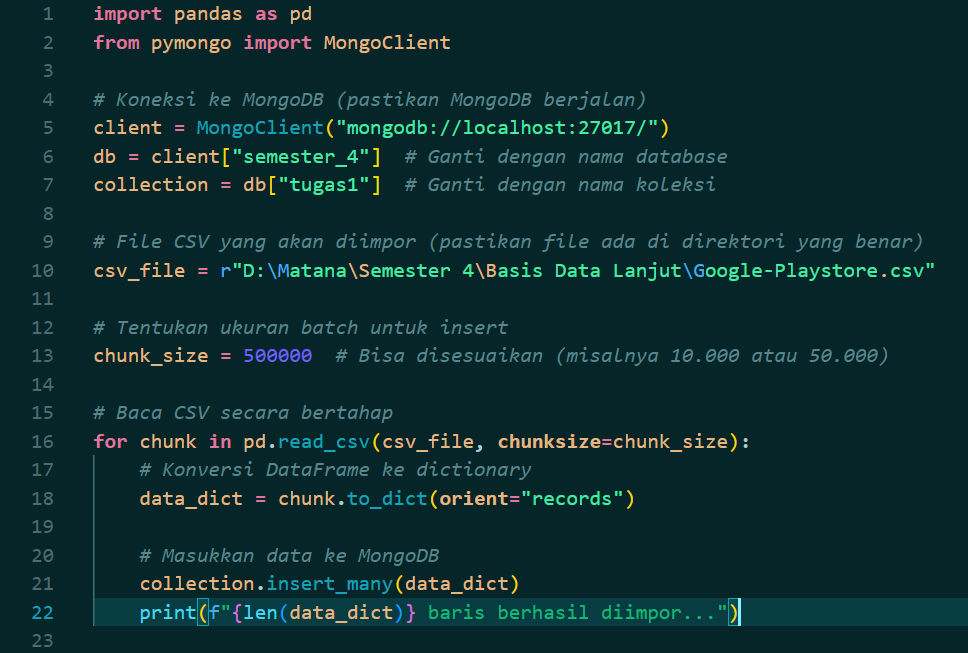 1 import pandas as pd
2 from pymongo import MongoClient
3
4 # Koneksi ke MongoDB (pastikan MongoDB berjalan)
5 client = MongoClient("mongodb://localhost:27017/")
6 db = client["semester_4"]  # Ganti dengan nama database
7 collection = db["tugas1"]  # Ganti dengan nama koleksi
8
9 # File CSV yang akan diimpor (pastikan file ada di direktori yang benar)
10 csv_file = r"D:\Matana\Semester 4\Basis Data Lanjut\Google-Playstore.csv"
11
12 # Tentukan ukuran batch untuk insert
13 chunk_size = 500000  # Bisa disesuaikan (misalnya 10.000 atau 50.000)
14
15 # Baca CSV secara bertahap
16 for chunk in pd.read_csv(csv_file, chunksize=chunk_size):
17     # Konversi DataFrame ke dictionary
18     data_dict = chunk.to_dict(orient="records")
19
20     # Masukkan data ke MongoDB
21     collection.insert_many(data_dict)
22     print(f"{len(data_dict)} baris berhasil diimpor...")
23